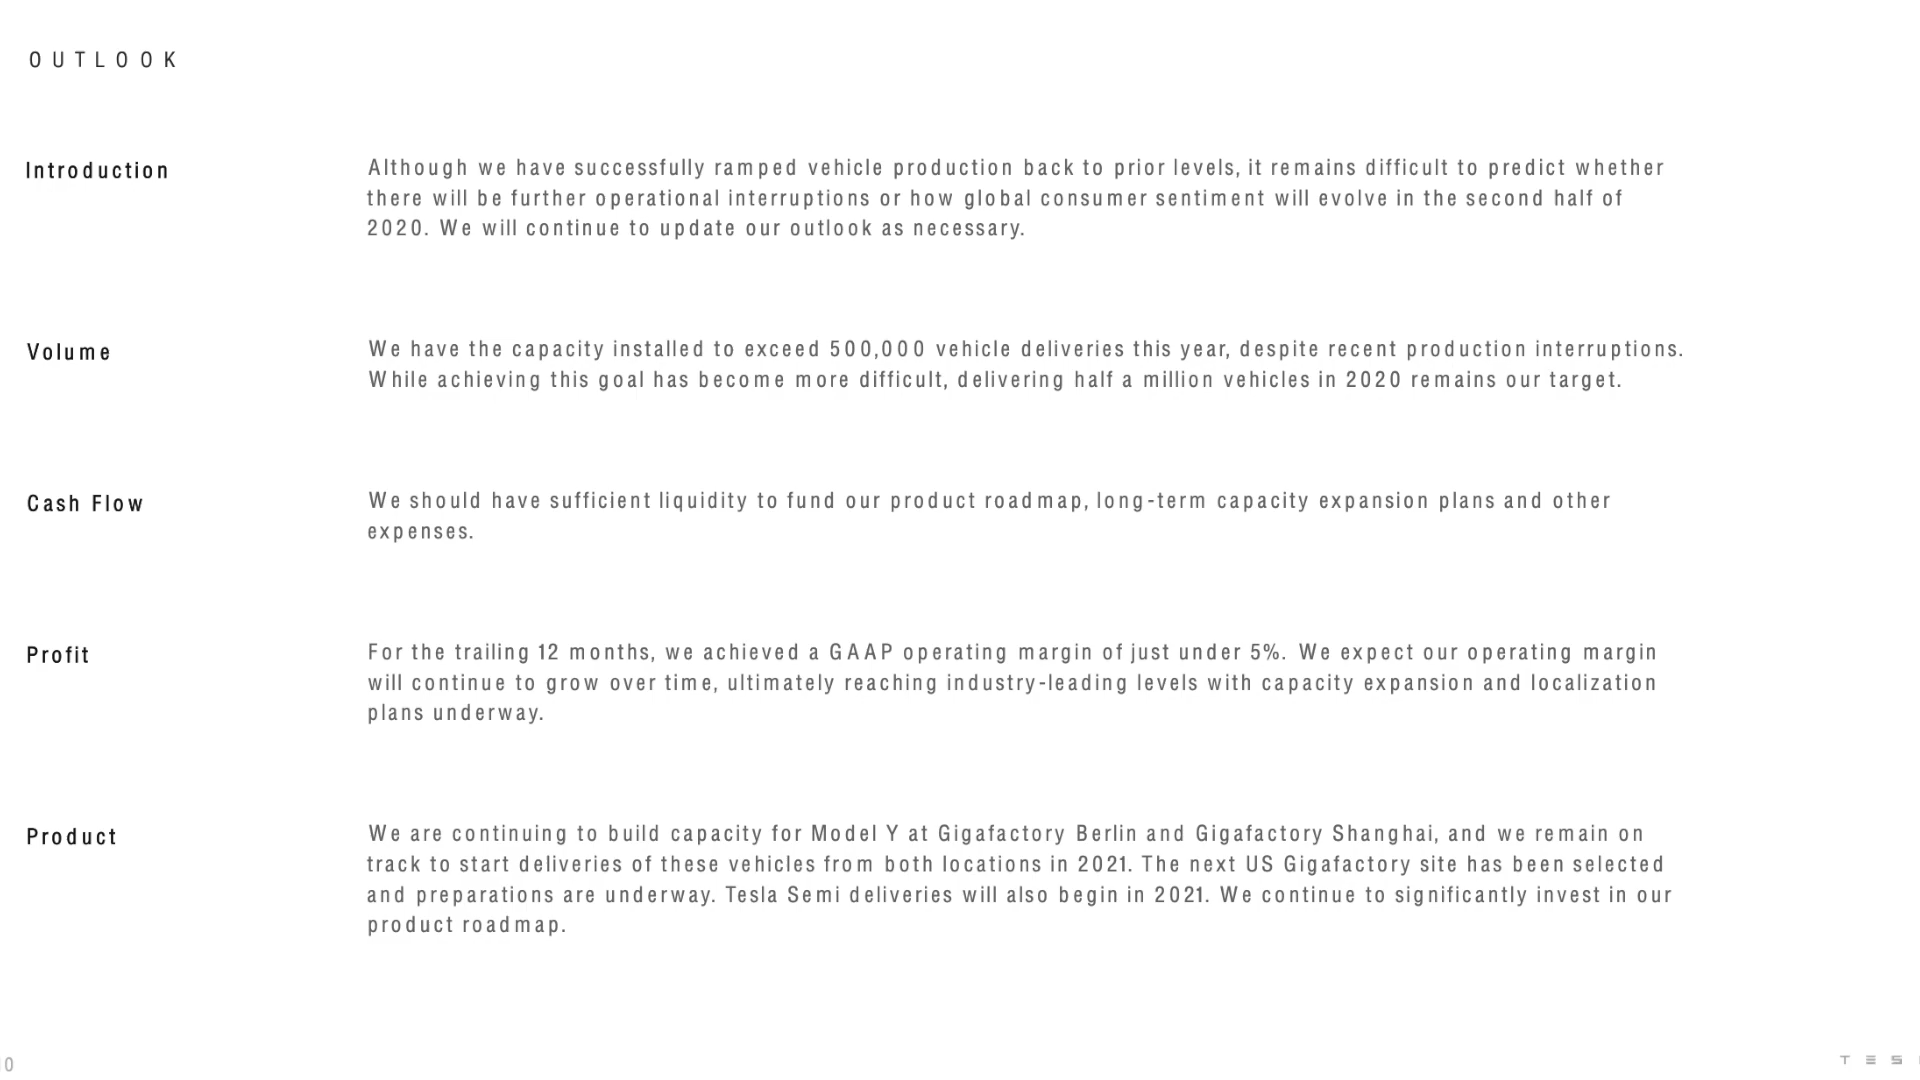 OUTLOOK
Introduction
Although we have successfully ramped vehicle production back to prior levels, it remains difficult to predict whether
there will be further operational interruptions or how global consumer sentiment will evolve in the second half of
2020. We will continue to update our outlook as necessary.
Volume
We have the capacity installed to exceed 500,000 vehicle deliveries this year, despite recent production interruptions.
While achieving this goal has become more difficult, delivering half a million vehicles in 2020 remains our target.
Cash Flow
We should have sufficient liquidity to fund our product roadmap, long-term capacity expansion plans and other
expenses.
Profit
For the trailing 12 months, we achieved a GAAP operating margin of just under 5%. We expect our operating margin
will continue to grow over time, ultimately reaching industry-leading levels with capacity expansion and localization
plans underway.
Product
We are continuing to build capacity for Model Y at Gigafactory Berlin and Gigafactory Shanghai, and we remain on
track to start deliveries of these vehicles from both locations in 2021. The next US Gigafactory site has been selected
and preparations are underway. Tesla Semi deliveries will also begin in 2021. We continue to significantly invest in our
product roadmap.